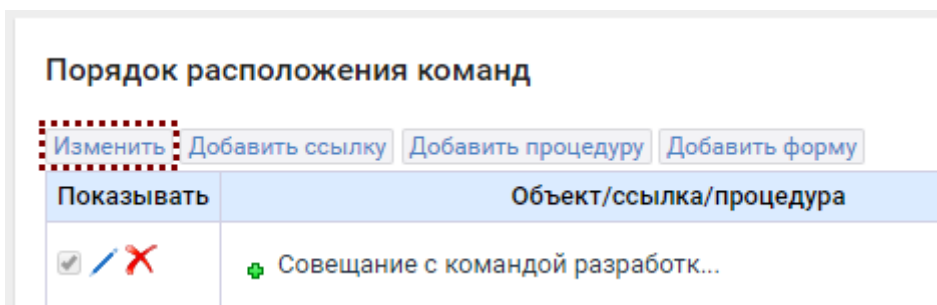 Порядок расположения команд
Изменить Добавить ссылку Добавить процедуру Добавить форму
Показывать Объект/ссылка/процедура
Совещание с командой разработк...